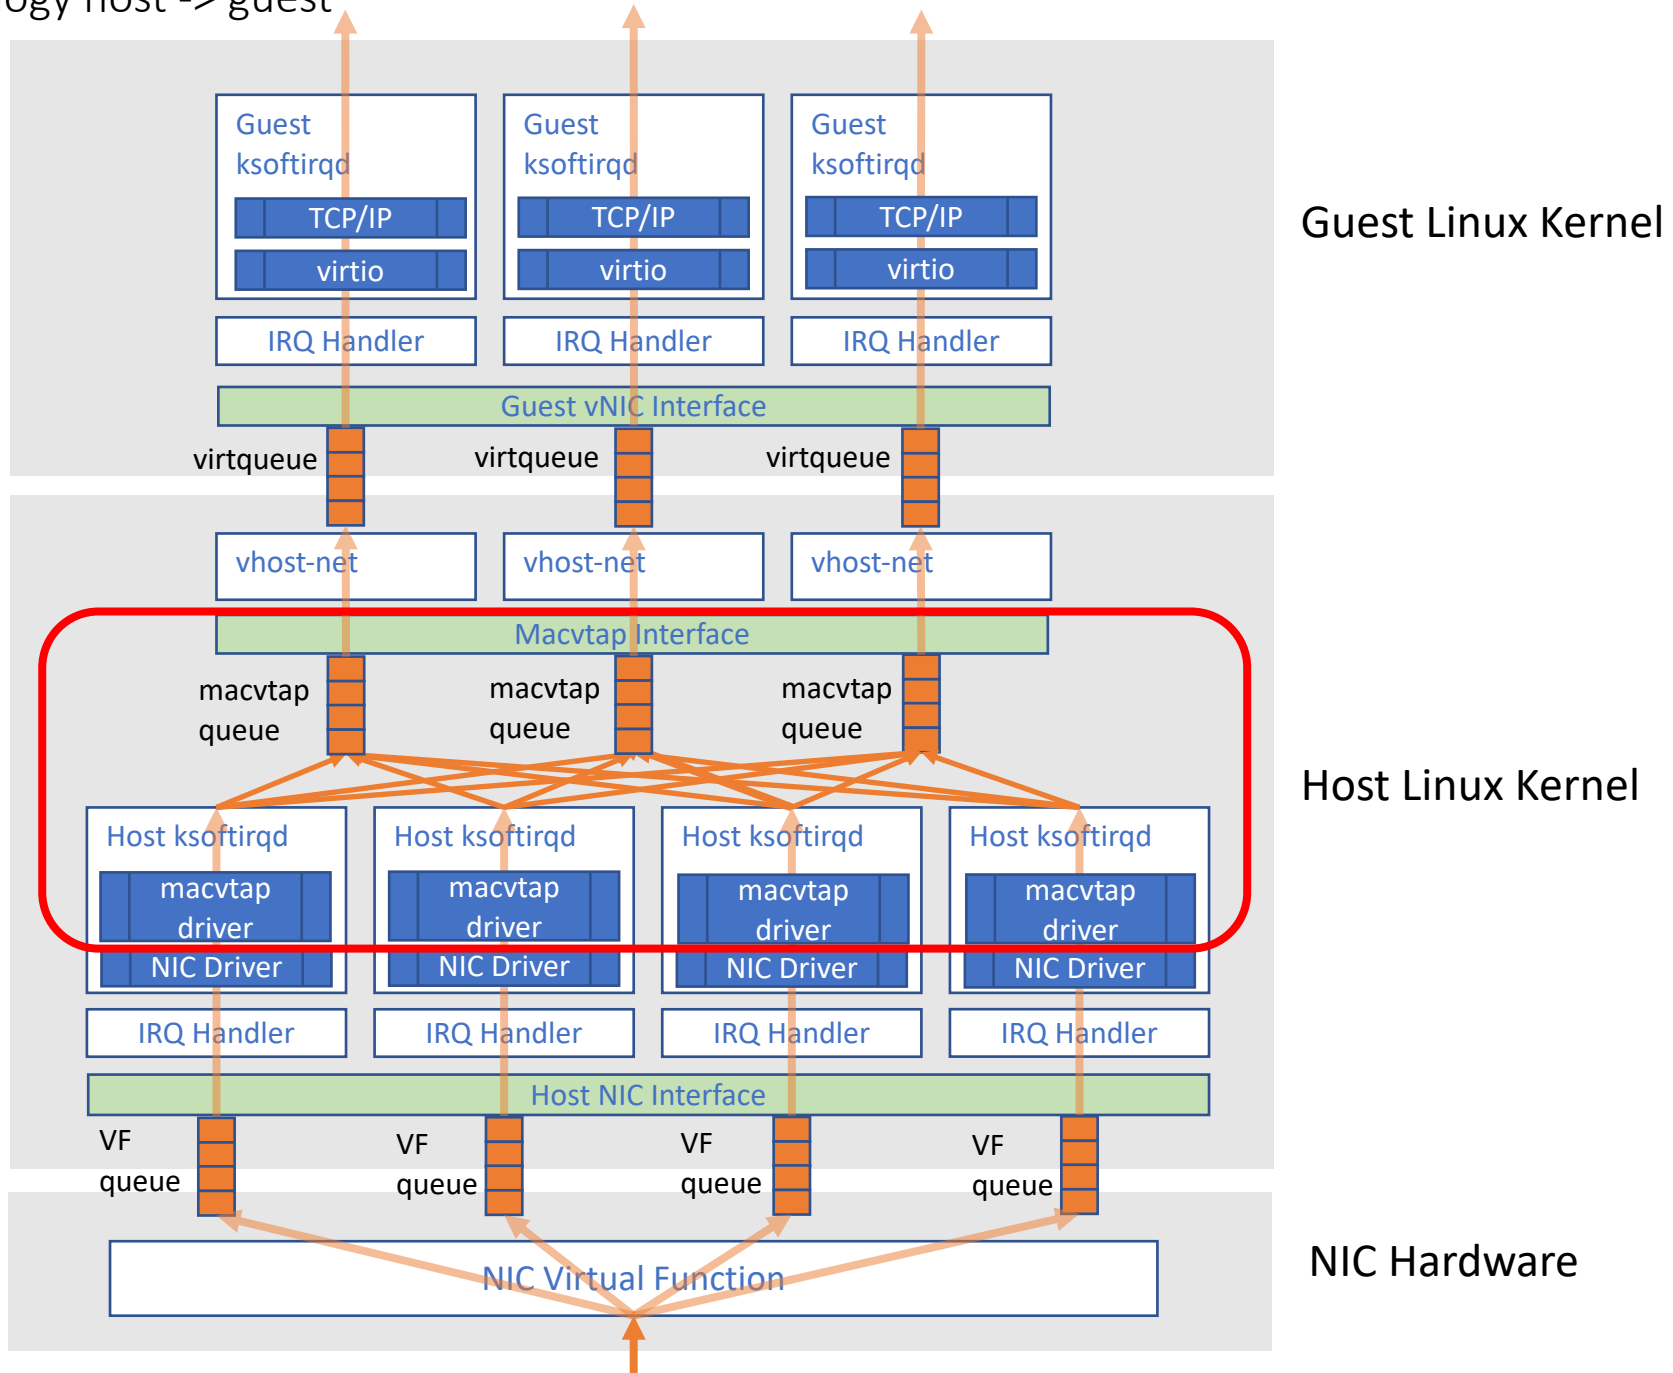 ogy host -> guest
Guest
ksoftirqd
TCP/IP
virtio
IRQ Handler
Guest
ksoftirqd
TCP/IP
virtio
IRQ Handler
Guest
ksoftirqd
TCP/IP
virtio
IRQ Handler
Guest Linux Kernel
Guest vNIC Interface
virtqueue
virtqueue
virtqueue
vhost-net
vhost-net
vhost-net
Macvtap Interface
macvtap
queue
macvtap
queue
macvtap
queue
Host Linux Kernel
Host ksoftirqd
macvtap
driver
NIC Driver
IRQ Handler
Host ksoftirqd
macvtap
driver
NIC Driver
IRQ Handler
Host ksoftirqd
macvtap
driver
NIC Driver
IRQ Handler
Host ksoftirqd
macvtap
driver
NIC Driver
IRQ Handler
Host NIC Interface
VF
queue
VF
queue
VF
queue
VF
queue
NIC Virtual Function
NIC Hardware